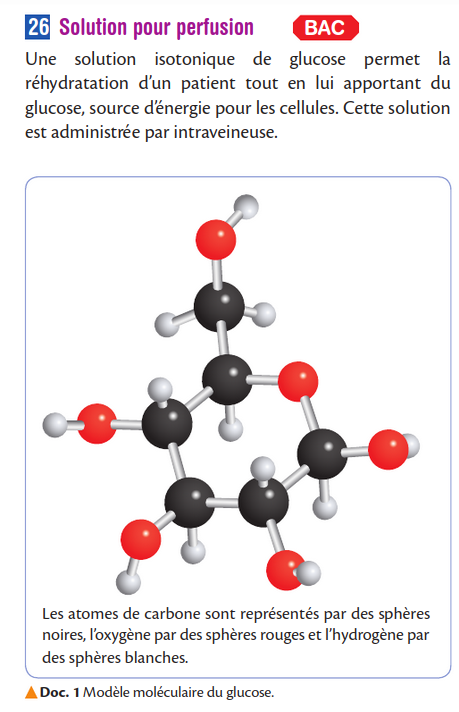 26 Solution pour perfusion BAC
Une solution isotonique de glucose permet la
réhydratation d'un patient tout en lui apportant du
glucose, source d'énergie pour les cellules. Cette solution
est administrée par intraveineuse.
Les atomes de carbone sont représentés par des sphères
noires, l'oxygène par des sphères rouges et l'hydrogène par
des sphères blanches.
▲ Doc. 1 Modèle moléculaire du glucose.